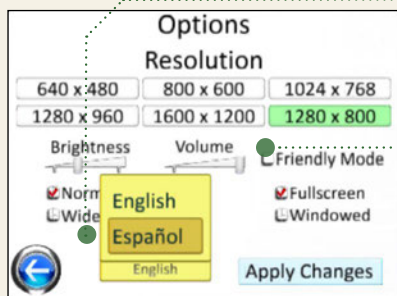 Options
Resolution
640 x 480 800 x 600 1024 x 768
1280 x 960 1600 x 1200 1280 x 800
Brightness Volume Friendly Mode
Norm Fullscreen
Wide Windowed
English
Español
English
Apply Changes